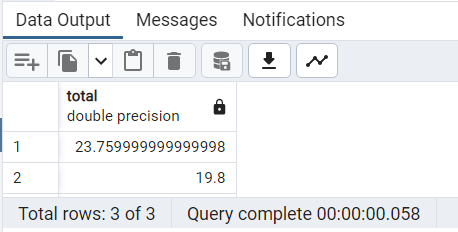 Data Output Messages Notifications
total
double precision
1 23.759999999999998
2 19.8
Total rows: 3 of 3 Query complete 00:00:00.058